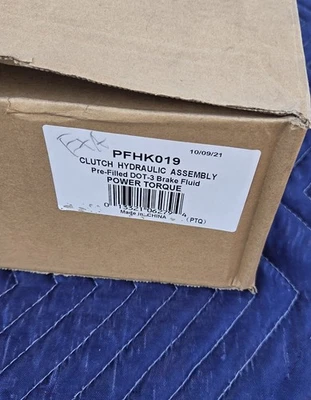 PFHK019 10/09/21
CLUTCH HYDRAULIC ASSEMBLY
Pre-Filled DOT-3 Brake Fluid
POWER TORQUE
Made in CHINA (PTQ)